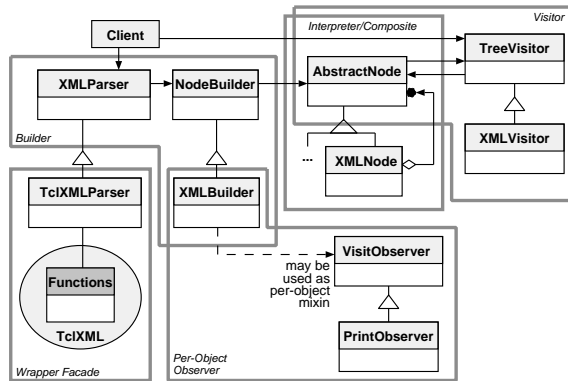 Visitor
Interpreter/Composite
Client
TreeVisitor
XMLParser
NodeBuilder
AbstractNode
Builder
...
XMLNode
XMLVisitor
TclXMLParser
XMLBuilder
VisitObserver
may be
used as
per-object
mixin
Functions
TclXML
PrintObserver
Wrapper Facade
Per-Object
Observer